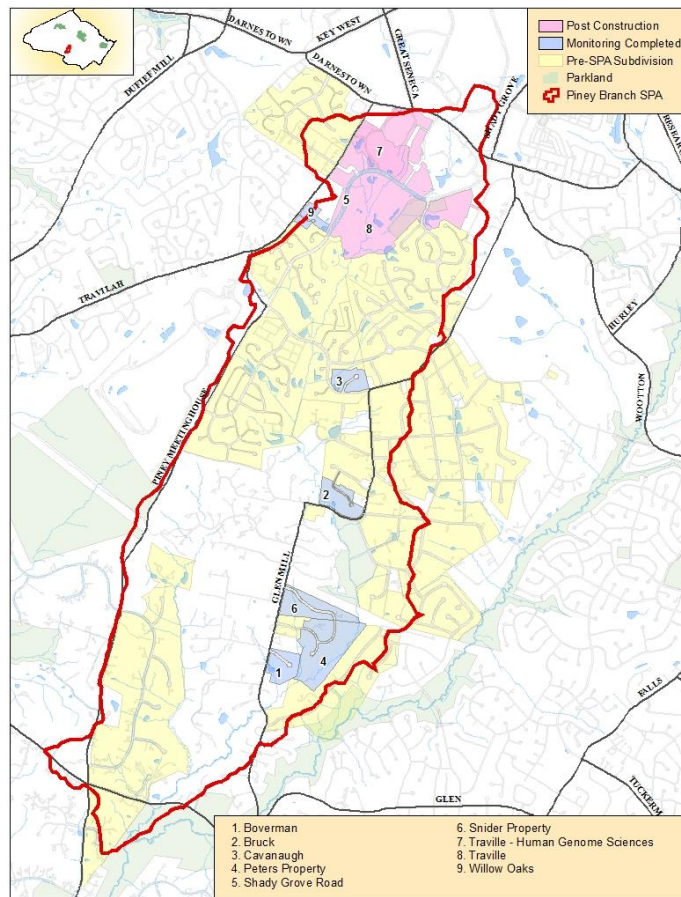 DARNESTOWN
KEY WEST
DUFIEF MILL
GREAT SENECA
DARNESTOWN
SHADY GROVE
Post Construction
Monitoring Completed
Pre-SPA Subdivision
Parkland
Piney Branch SPA
7
5
9
8
TRAVILAH
HURLEY
WOOTTON
3
PINEY MEETING HOUSE
2
GLEN MILL
6
1
4
FALLS
GLEN
1. Boverman
2. Bruck
3. Cavanaugh
4. Peters Property
5. Shady Grove Road
6. Snider Property
7. Traville - Human Genome Sciences
8. Traville
9. Willow Oaks